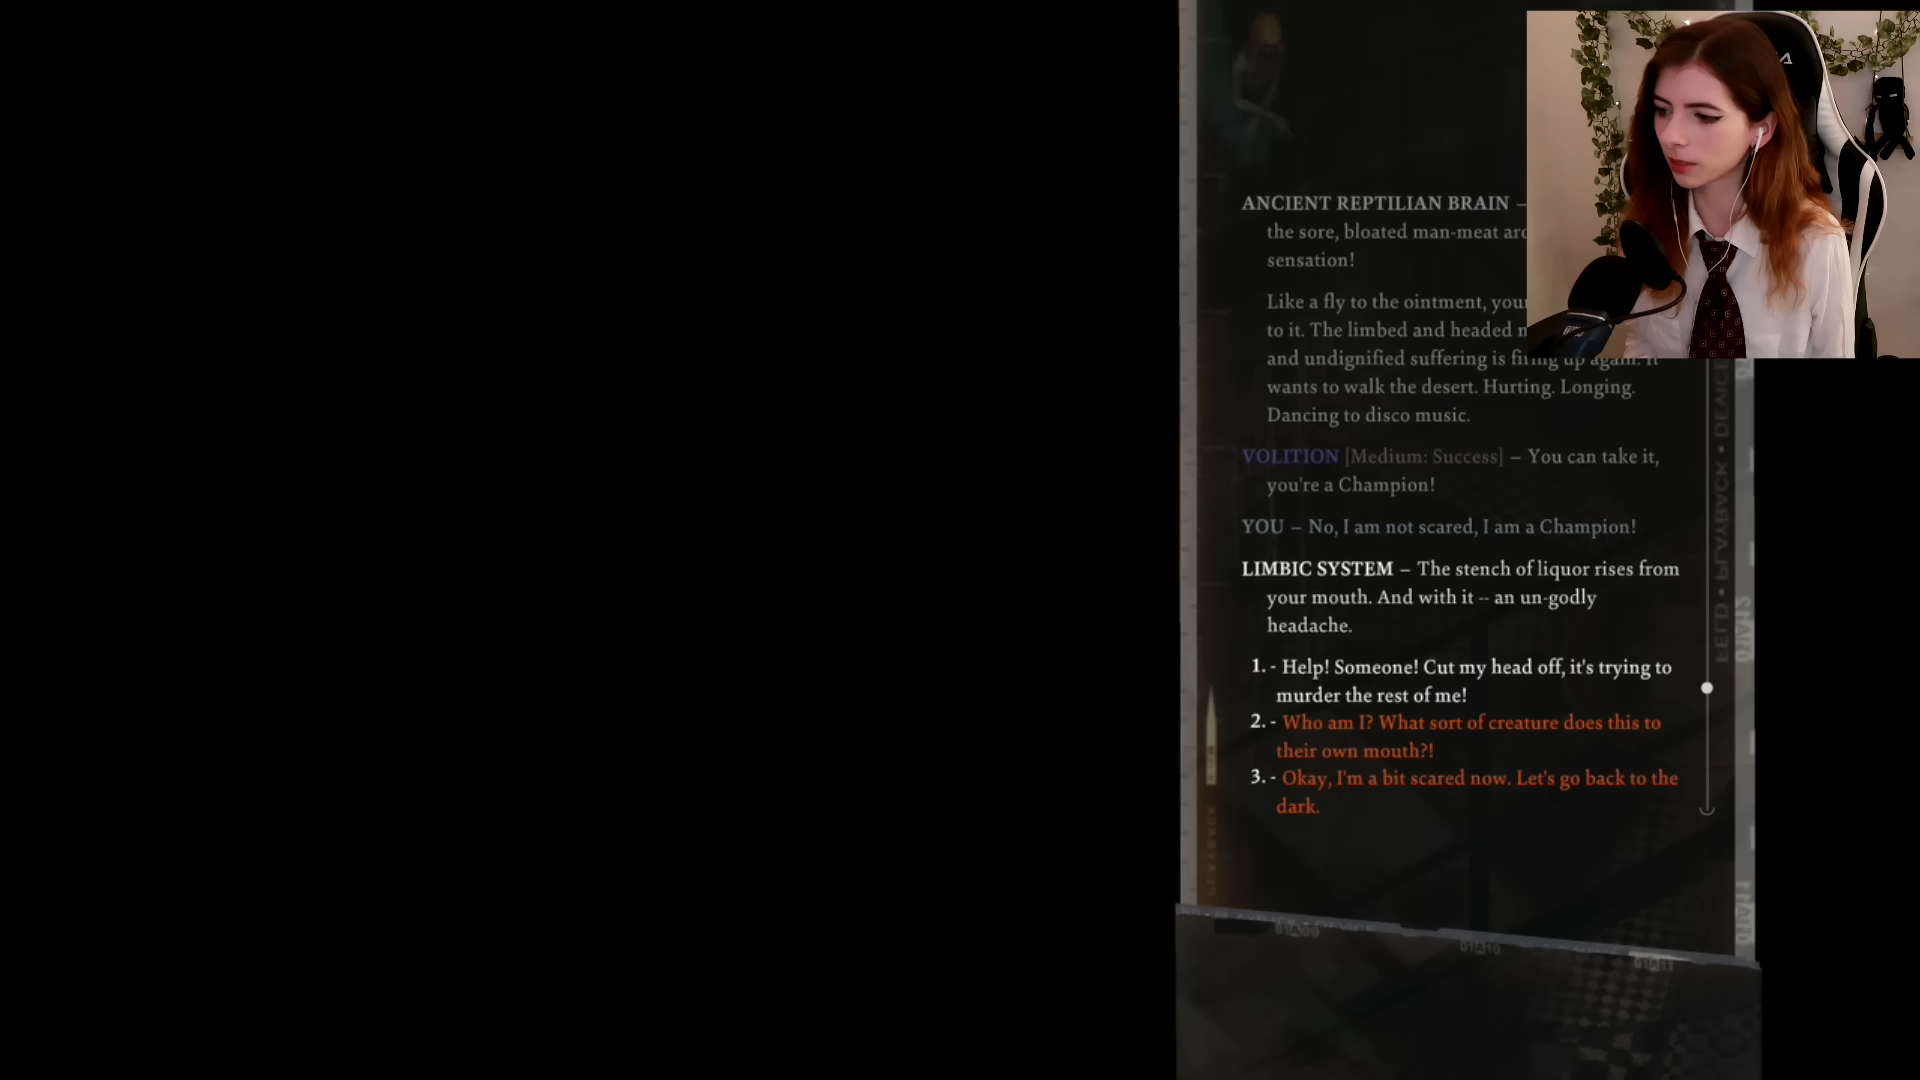 ANCIENT REPTILIAN BRAIN –
the sore, bloated man-meat
sensation!
Like a fly to the ointment,
to it. The limbed and headed
and undignified suffering is firing up again. It
wants to walk the desert. Hurting. Longing.
Dancing to disco music.
VOLITION [Medium: Success] – You can take it,
you're a Champion!
YOU – No, I am not scared, I am a Champion!
LIMBIC SYSTEM – The stench of liquor rises from
your mouth. And with it -- an un-godly
headache.
1. - Help! Someone! Cut my head off, it's trying to
murder the rest of me!
2. - Who am I? What sort of creature does this to
their own mouth?!
3. - Okay, I'm a bit scared now. Let's go back to the
dark.